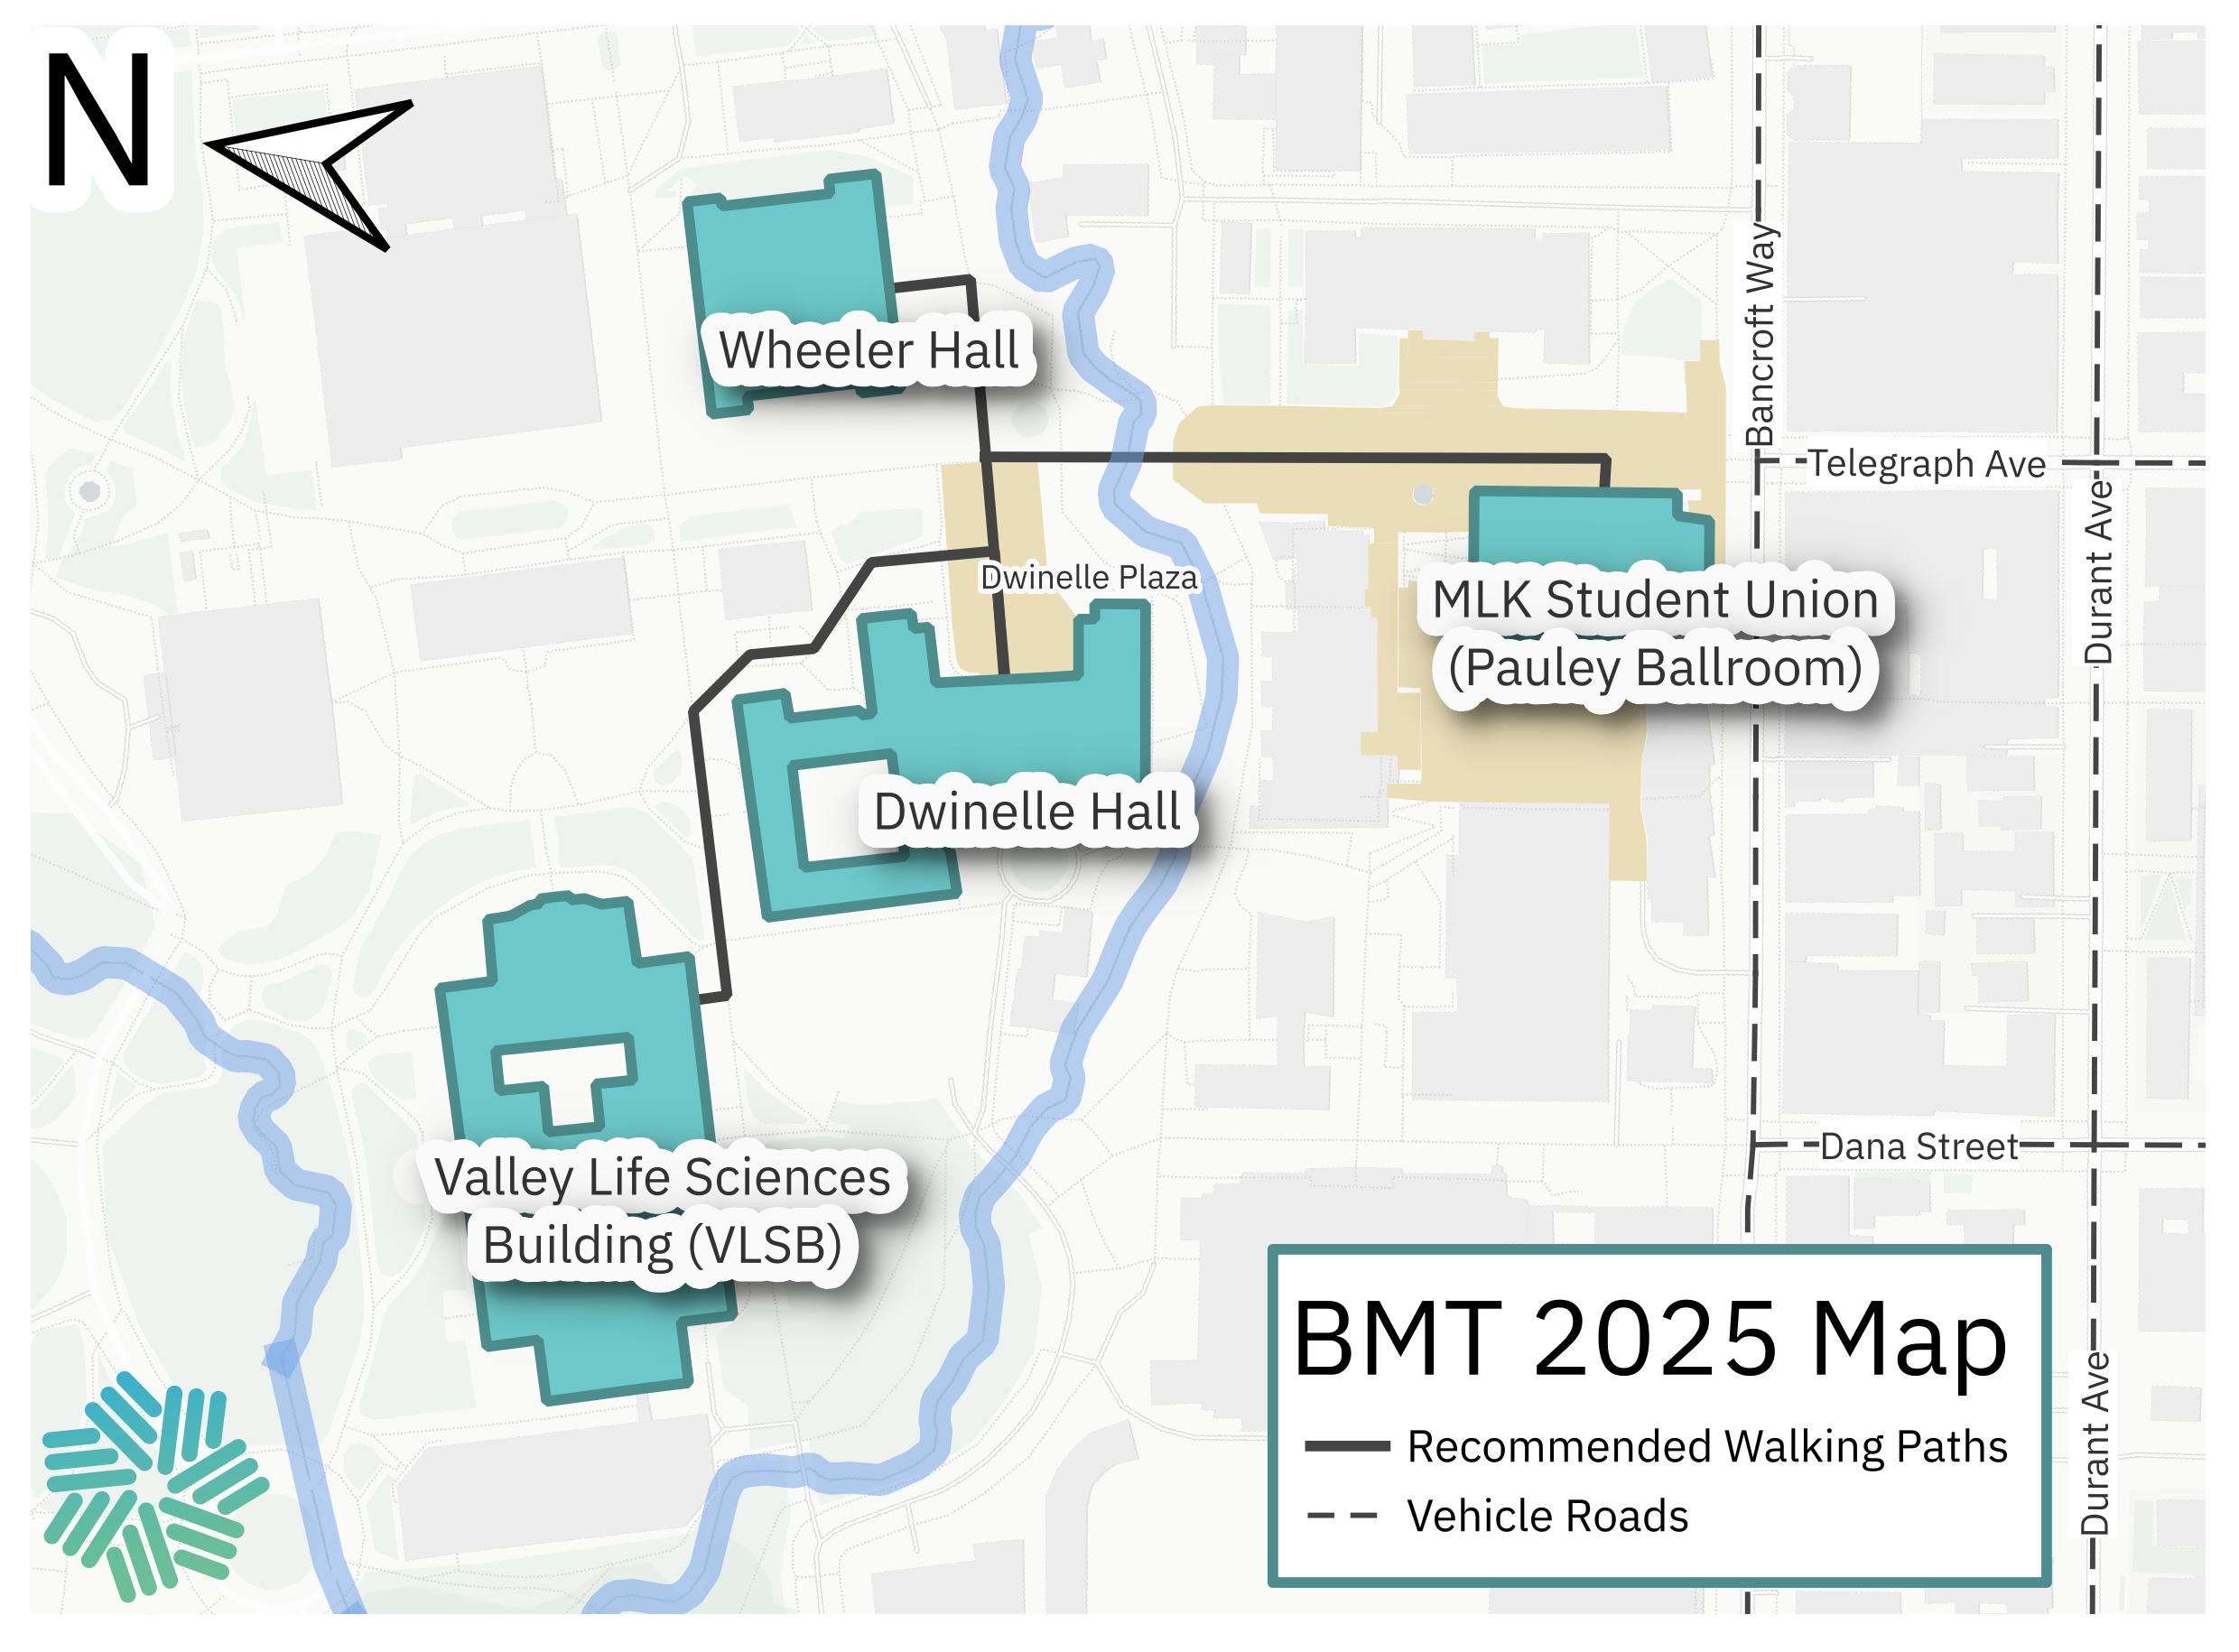 N
Wheeler Hall
Bancroft Way
Telegraph Ave
Durant Ave
Dwinelle Plaza
MLK Student Union
(Pauley Ballroom)
Dwinelle Hall
Dana Street
Valley Life Sciences
Building (VLSB)
BMT 2025 Map
Recommended Walking Paths
Vehicle Roads
Durant Ave